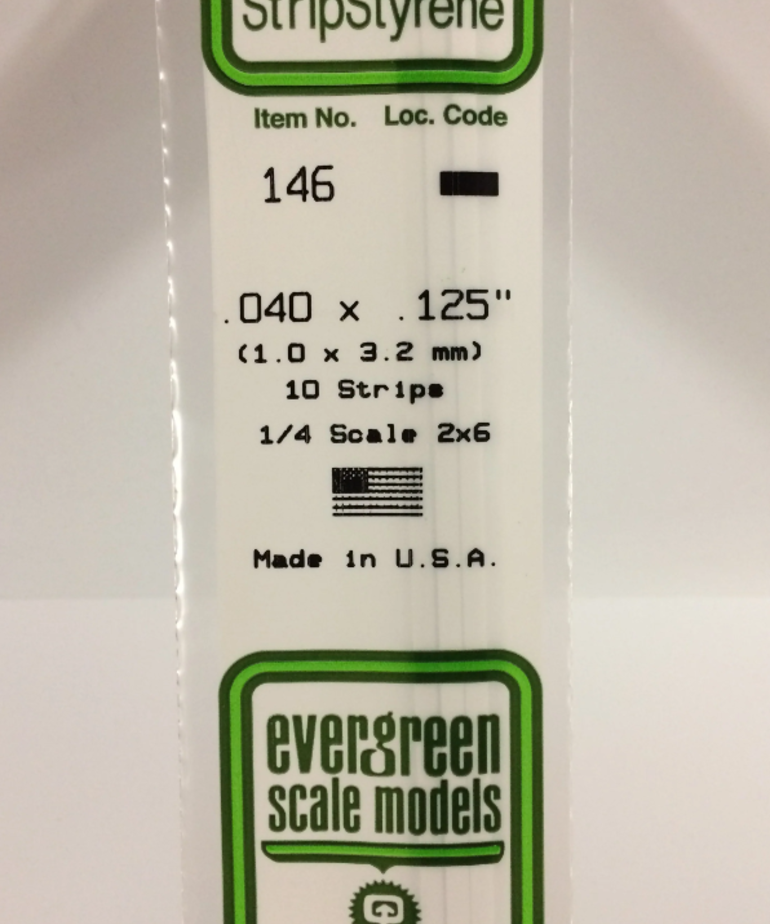 StripStyrene
Item No. Loc. Code
146
.040 x .125"
(1.0 x 3.2 mm)
10 Strips
1/4 Scale 2x6
Made in U.S.A.
evergreen
scale models